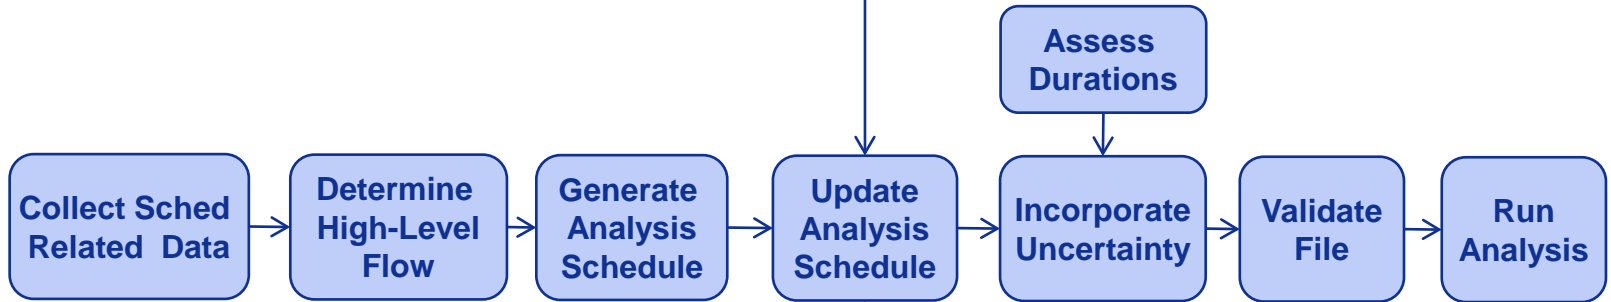 Assess
Durations
Collect Sched
Related Data
Determine
High-Level
Flow
Generate
Analysis
Schedule
Update
Analysis
Schedule
Incorporate
Uncertainty
Validate
File
Run
Analysis